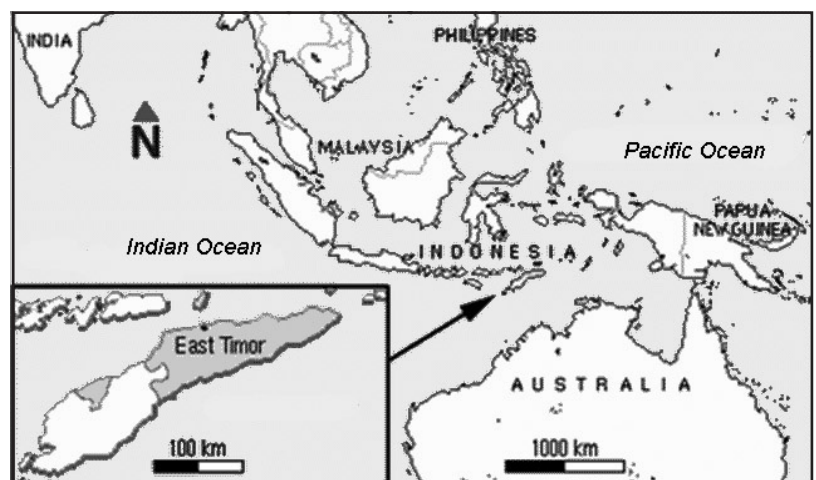 PHILIPPINES
INDIA
N
MALAYSIA
Pacific Ocean
PAPUA
NEW GUINEA
Indian Ocean
INDONESIA
East Timor
AUSTRALIA
100 km
1000 km